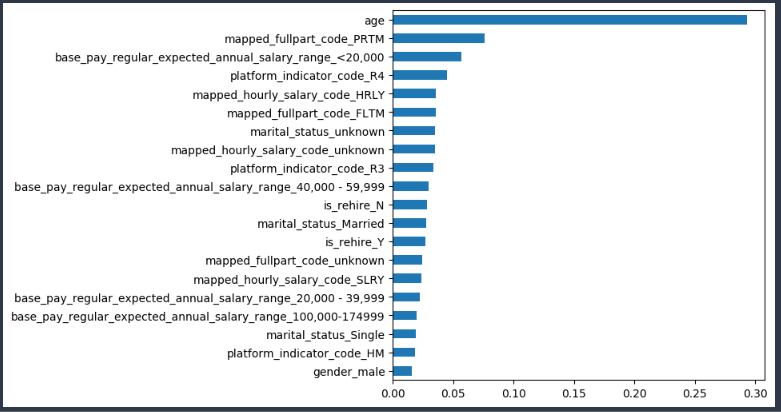 age
mapped_fullpart_code_PRTM
base_pay_regular_expected_annual_salary_range_<20,000
platform_indicator_code_R4
mapped_hourly_salary_code_HRLY
mapped_fullpart_code_FLTM
marital_status_unknown
mapped_hourly_salary_code_unknown
platform_indicator_code_R3
base_pay_regular_expected_annual_salary_range_40,000 - 59,999
is_rehire_N
marital_status_Married
is_rehire_Y
mapped_fullpart_code_unknown
mapped_hourly_salary_code_SLRY
base_pay_regular_expected_annual_salary_range_20,000 - 39,999
base_pay_regular_expected_annual_salary_range_100,000-174999
marital_status_Single
platform_indicator_code_HM
gender_male
0.00 0.05 0.10 0.15 0.20 0.25 0.30